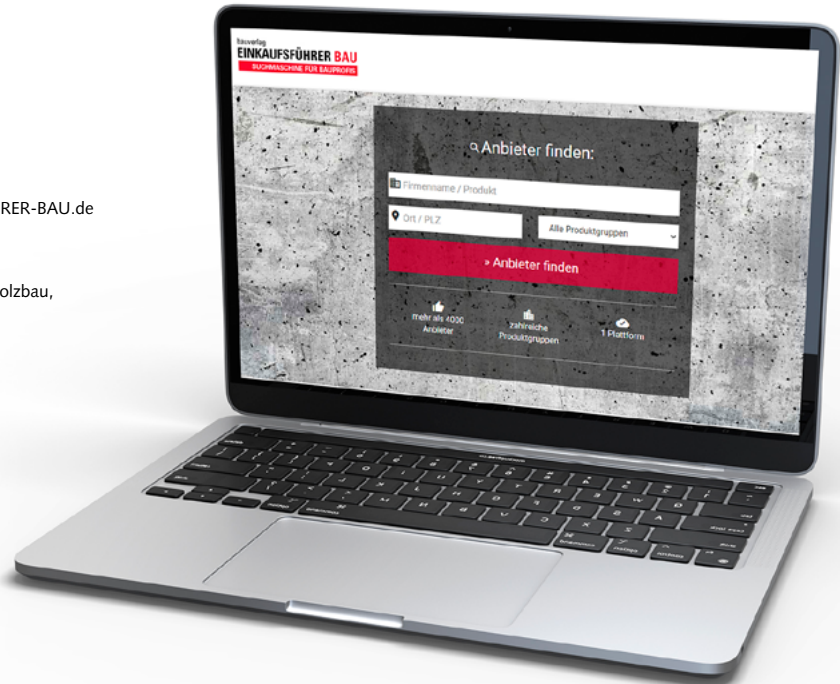 RER-BAU.de
olzbau,
bauverlag
EINKAUFSFÜHRER BAU
SUCHMASCHINE FÜR BAUPROFIS
Anbieter finden:
Firmenname / Produkt
Ort / PLZ
Alle Produktgruppen
» Anbieter finden
mehr als 4000
Anbieter
zahlreiche
Produktgruppen
1 Plattform